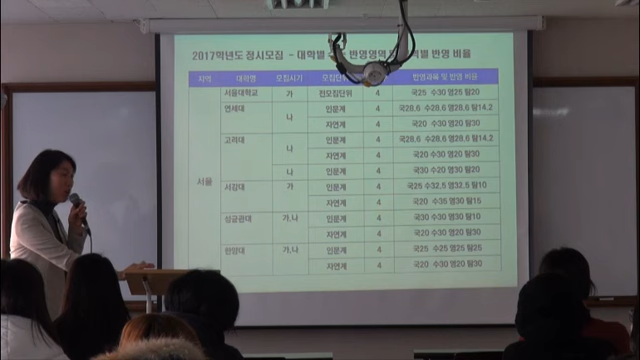 2017학년도 정시모집 - 대학별 반영영역 별 반영 비율
지역 대학명 모집시기 모집단위 반영과목 및 반영 비율
서울
서울대학교 가 전모집단위 4 국25 수30 영25 탐20
연세대 나 인문계 4 국28.6 수28.6 영28.6 탐14.2
자연계 4 국20 수30 영20 탐30
고려대 나 인문계 4 국28.6 수28.6 영28.6 탐14.2
자연계 4 국20 수30 영20 탐30
나 인문계 4 국30 수20 영30 탐20
서강대 가 인문계 4 국25 수32.5 영32.5 탐10
자연계 4 국20 수35 영30 탐15
성균관대 가,나 인문계 4 국30 수30 영30 탐10
자연계 4 국20 수30 영20 탐30
한양대 가,나 인문계 4 국25 수25 영25 탐25
자연계 4 국20 수30 영20 탐30